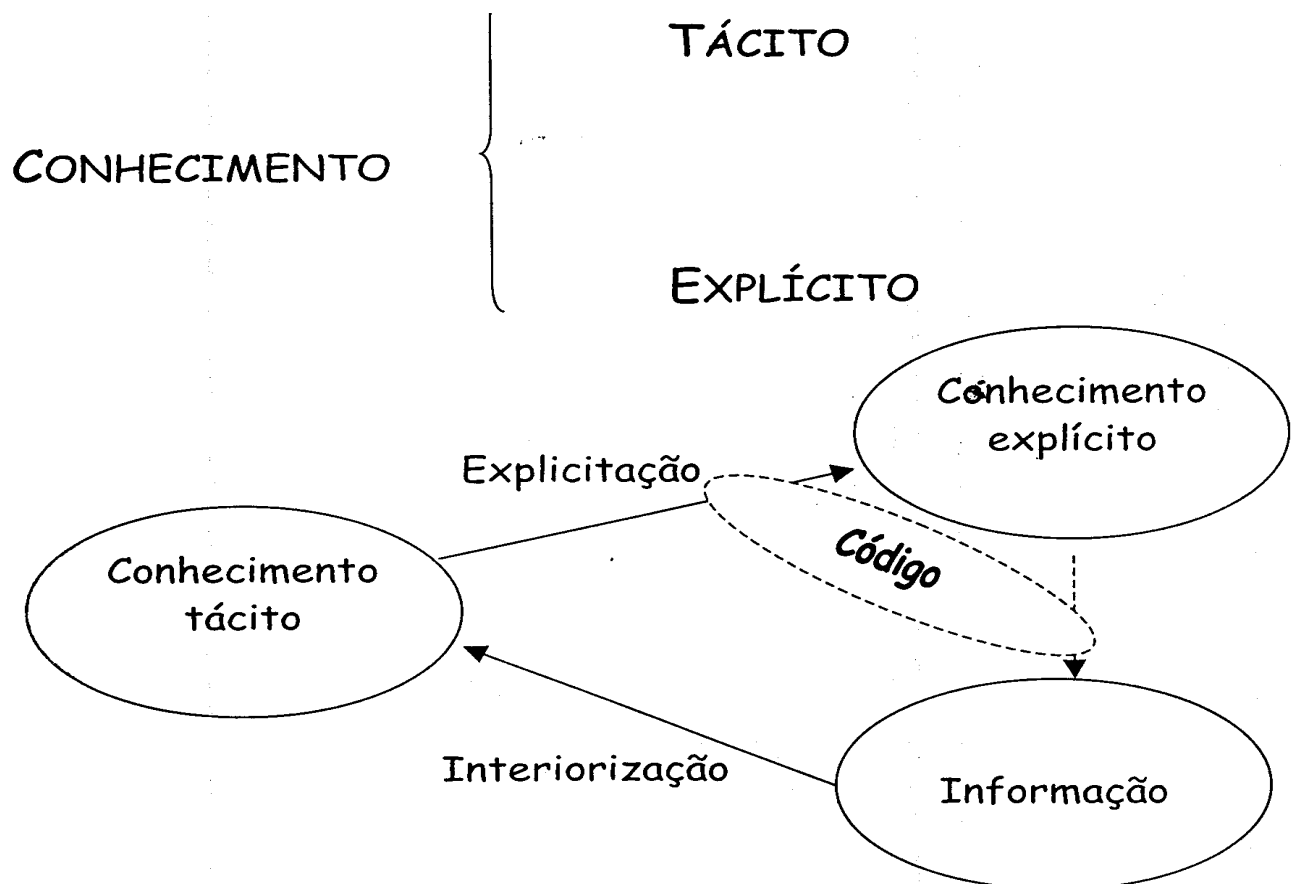 TÁCITO
CONHECIMENTO
EXPLÍCITO
Conhecimento
explícito
Explicitação
Código
Conhecimento
tácito
Interiorização
Informação